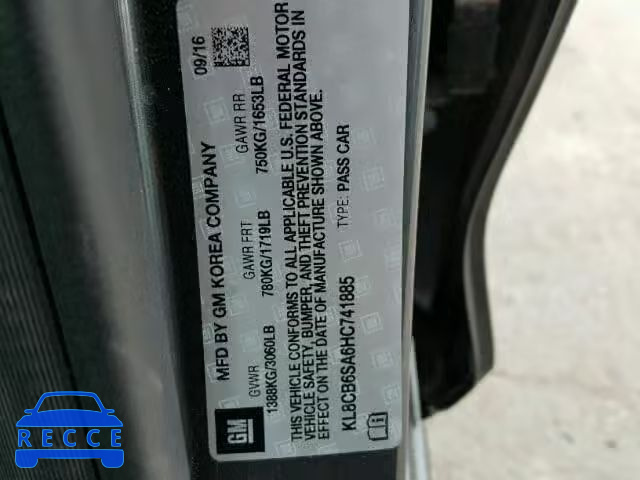 MFD BY GM KOREA COMPANY 09/16
GVWR GAWR FRT GAWR RR
1388KG/3060LB 780KG/1719LB 750KG/1653LB
THIS VEHICLE CONFORMS TO ALL APPLICABLE U.S. FEDERAL MOTOR
VEHICLE SAFETY, BUMPER, AND THEFT PREVENTION STANDARDS IN
EFFECT ON THE DATE OF MANUFACTURE SHOWN ABOVE.
KL8CB6SA6HC741885 TYPE: PASS CAR
GM
RECCE